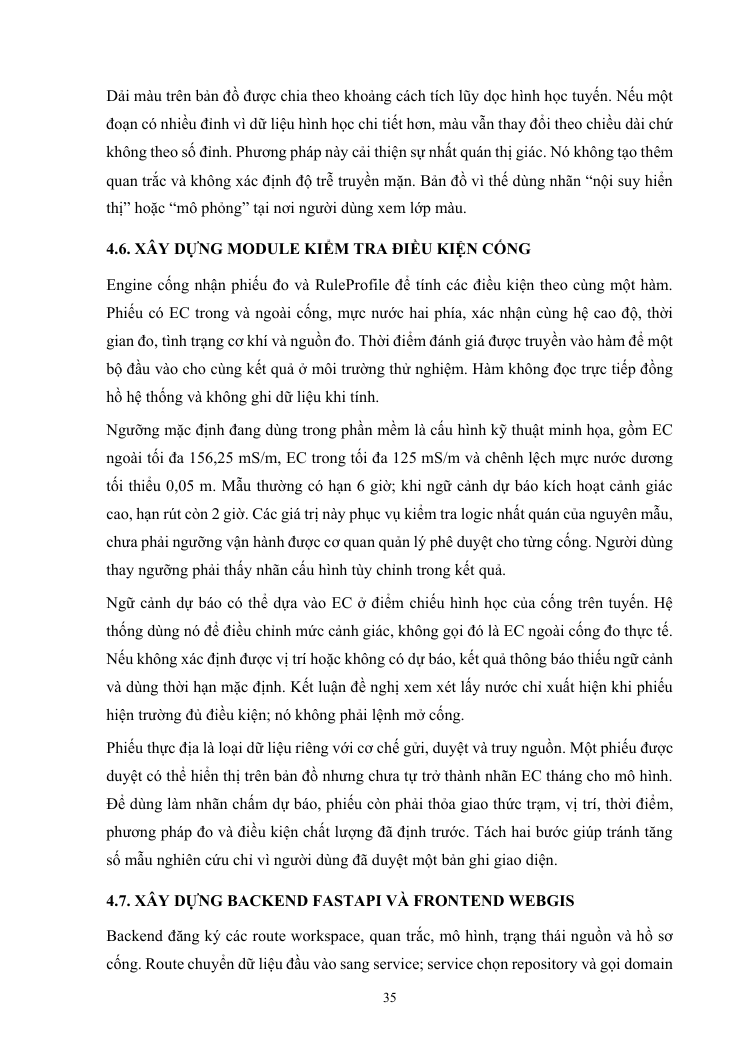 Dải màu trên bản đồ được chia theo khoảng cách tích lũy dọc hình học tuyến. Nếu một
đoạn có nhiều đỉnh vì dữ liệu hình học chi tiết hơn, màu vẫn thay đổi theo chiều dài chứ
không theo số đỉnh. Phương pháp này cải thiện sự nhất quán thị giác. Nó không tạo thêm
quan trắc và không xác định độ trễ truyền mặn. Bản đồ vì thế dùng nhãn “nội suy hiển
thị” hoặc “mô phỏng” tại nơi người dùng xem lớp màu.
4.6. XÂY DỰNG MODULE KIỂM TRA ĐIỀU KIỆN CỐNG
Engine cống nhận phiếu đo và RuleProfile để tính các điều kiện theo cùng một hàm.
Phiếu có EC trong và ngoài cống, mực nước hai phía, xác nhận cùng hệ cao độ, thời
gian đo, tình trạng cơ khí và nguồn đo. Thời điểm đánh giá được truyền vào hàm để một
bộ đầu vào cho cùng kết quả ở môi trường thử nghiệm. Hàm không đọc trực tiếp đồng
hồ hệ thống và không ghi dữ liệu khi tính.
Ngưỡng mặc định đang dùng trong phần mềm là cấu hình kỹ thuật minh họa, gồm EC
ngoài tối đa 156,25 mS/m, EC trong tối đa 125 mS/m và chênh lệch mực nước dương
tối thiểu 0,05 m. Mẫu thường có hạn 6 giờ; khi ngữ cảnh dự báo kích hoạt cảnh giác
cao, hạn rút còn 2 giờ. Các giá trị này phục vụ kiểm tra logic nhất quán của nguyên mẫu,
chưa phải ngưỡng vận hành được cơ quan quản lý phê duyệt cho từng cống. Người dùng
thay ngưỡng phải thấy nhãn cấu hình tùy chỉnh trong kết quả.
Ngữ cảnh dự báo có thể dựa vào EC ở điểm chiếu hình học của cống trên tuyến. Hệ
thống dùng nó để điều chỉnh mức cảnh giác, không gọi đó là EC ngoài cống đo thực tế.
Nếu không xác định được vị trí hoặc không có dự báo, kết quả thông báo thiếu ngữ cảnh
và dùng thời hạn mặc định. Kết luận đề nghị xem xét lấy nước chỉ xuất hiện khi phiếu
hiện trường đủ điều kiện; nó không phải lệnh mở cống.
Phiếu thực địa là loại dữ liệu riêng với cơ chế gửi, duyệt và truy nguồn. Một phiếu được
duyệt có thể hiển thị trên bản đồ nhưng chưa tự trở thành nhãn EC tháng cho mô hình.
Để dùng làm nhãn chấm dự báo, phiếu còn phải thỏa giao thức trạm, vị trí, thời điểm,
phương pháp đo và điều kiện chất lượng đã định trước. Tách hai bước giúp tránh tăng
số mẫu nghiên cứu chỉ vì người dùng đã duyệt một bản ghi giao diện.
4.7. XÂY DỰNG BACKEND FASTAPI VÀ FRONTEND WEBGIS
Backend đăng ký các route workspace, quan trắc, mô hình, trạng thái nguồn và hồ sơ
cống. Route chuyển dữ liệu đầu vào sang service; service chọn repository và gọi domain
35